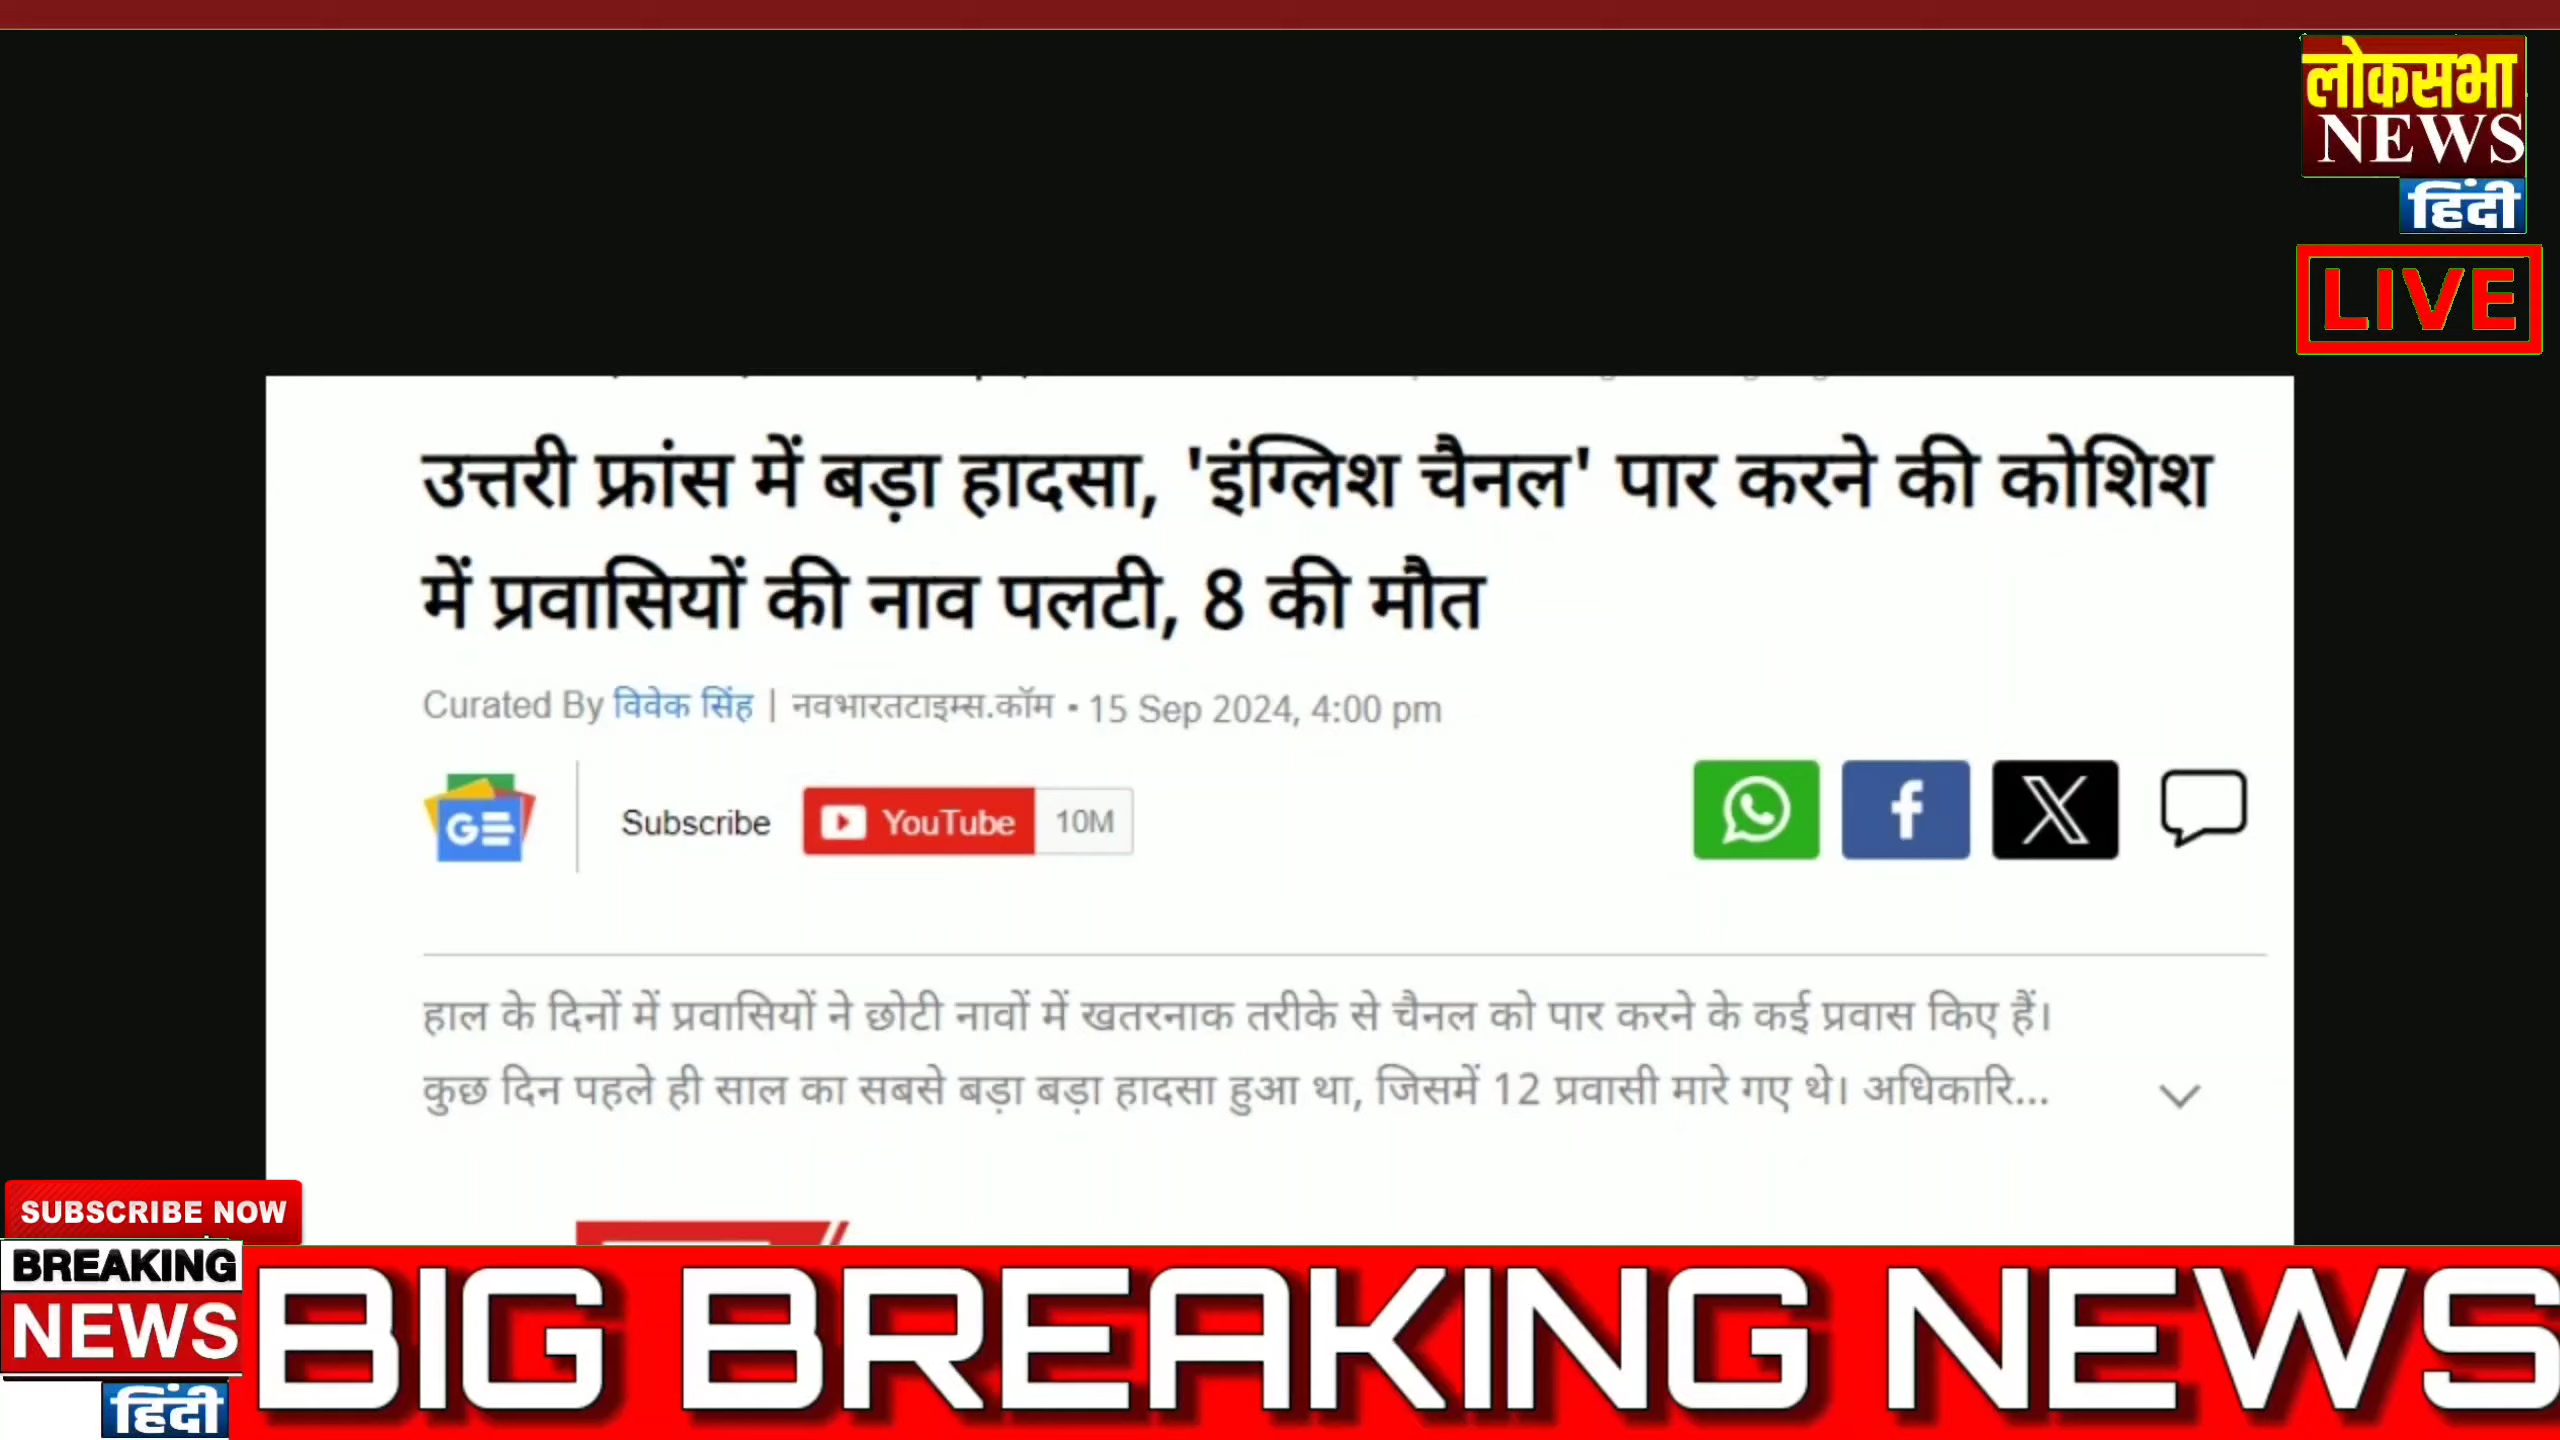 लोकसभा
NEWS
हिंदी
LIVE
उत्तरी फ्रांस में बड़ा हादसा, 'इंग्लिश चैनल' पार करने की कोशिश
में प्रवासियों की नाव पलटी, 8 की मौत
Curated By विवेक सिंह | नवभारतटाइम्स.कॉम • 15 Sep 2024, 4:00 pm
GE
Subscribe
YouTube 10M
हाल के दिनों में प्रवासियों ने छोटी नावों में खतरनाक तरीके से चैनल को पार करने के कई प्रवास किए हैं।
कुछ दिन पहले ही साल का सबसे बड़ा बड़ा हादसा हुआ था, जिसमें 12 प्रवासी मारे गए थे। अधिकारि...
SUBSCRIBE NOW
BREAKING
NEWS
हिंदी
BIG BREAKING NEWS